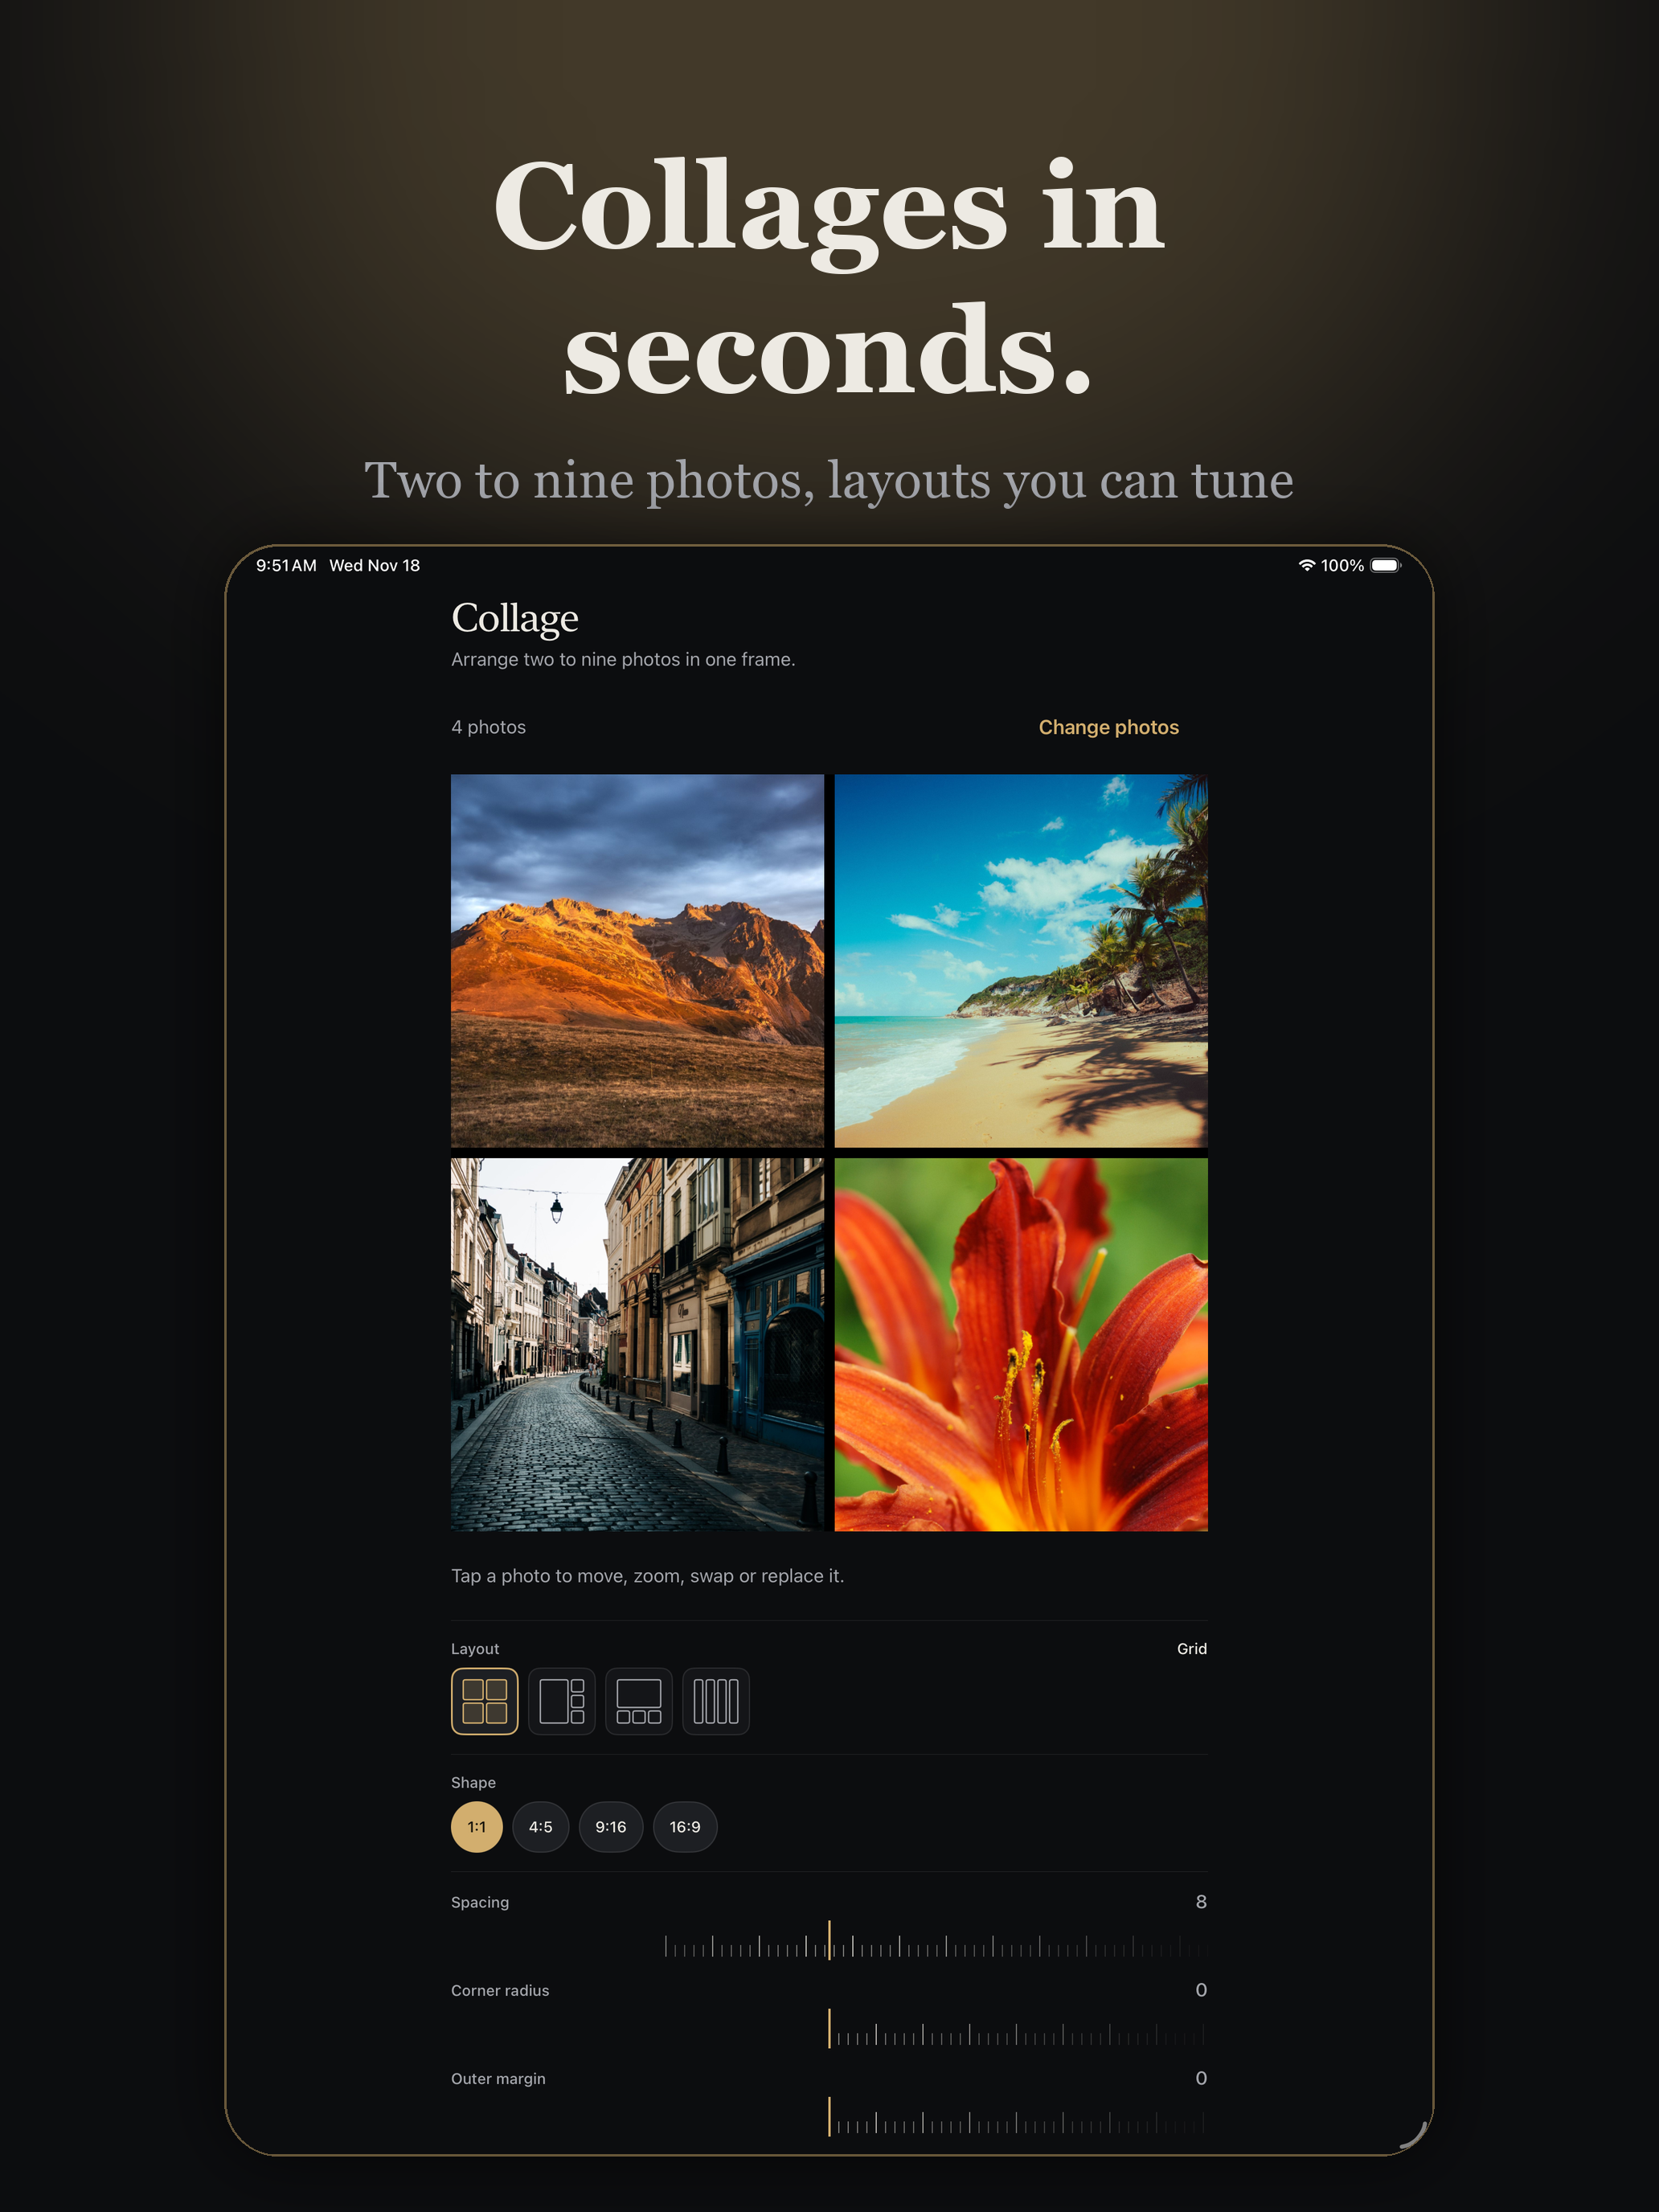 Collages in
seconds.
Two to nine photos, layouts you can tune
9:51 AM Wed Nov 18 100%
Collage
Arrange two to nine photos in one frame.
4 photos Change photos
Tap a photo to move, zoom, swap or replace it.
Layout Grid
Shape
1:1 4:5 9:16 16:9
Spacing 8
Corner radius 0
Outer margin 0